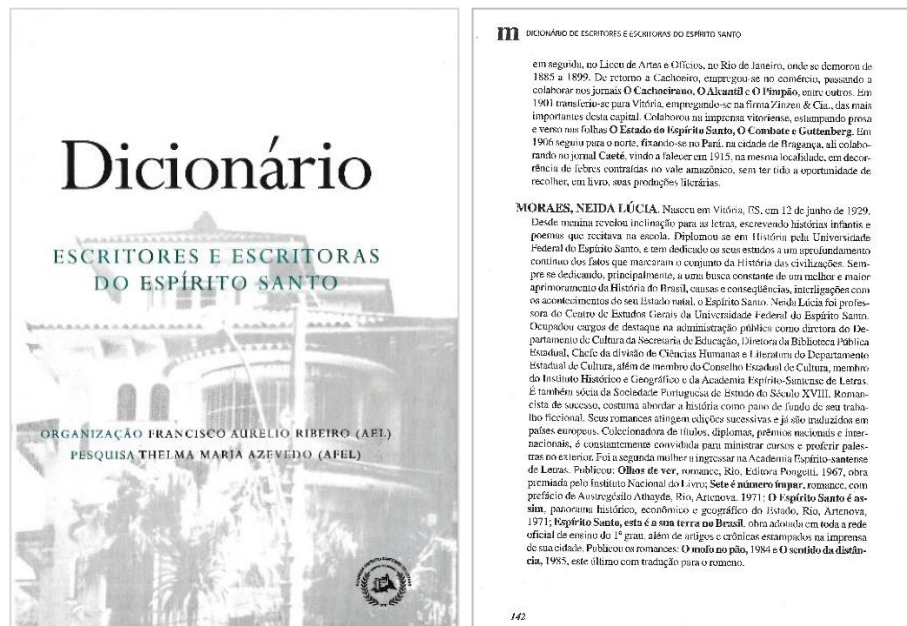 Dicionário
ESCRITORES E ESCRITORAS
DO ESPÍRITO SANTO
ORGANIZAÇÃO FRANCISCO AURELIO RIBEIRO (AEL)
PESQUISA THELMA MARIA AZEVEDO (AFEL)
m DICIONÁRIO DE ESCRITORES E ESCRITORAS DO ESPÍRITO SANTO
em seguida, no Liceu de Artes e Offícios, no Rio de Janeiro, onde se demorou de
1885 a 1899. De retorno a Cachoeiro, empregou-se no comércio, passando a
colaborar nos jornais O Cachoeirano, O Alcantil e O Pimpão, entre outros. Em
1901 transferiu-se para Vitória, empregando-se na firma Zinzen & Cia., das mais
importantes desta capital. Colaborou na imprensa vitoriense, estampando prosa
e verso nas folhas O Estado do Espírito Santo, O Combate e Guttenberg. Em
1906 seguiu para o norte, fixando-se no Pará, na cidade de Bragança, ali colabo-
rando no jornal Caeté, vindo a falecer em 1915, na mesma localidade, em decor-
rência de febres contraídas no vale amazônico, sem ter tido a oportunidade de
recolher, em livro, suas produções literárias.
MORAES, NEIDA LÚCIA. Nasceu em Vitória, ES, em 12 de junho de 1929.
Desde menina revelou inclinação para as letras, escrevendo histórias infantis e
poemas que recitava na escola. Diplomou-se em História pela Universidade
Federal do Espírito Santo, e tem dedicado os seus estudos a um aprofundamento
contínuo dos fatos que marcaram o conjunto da História das civilizações. Sem-
pre se dedicando, principalmente, a uma busca constante de um melhor e maior
aprimoramento da História do Brasil, causas e conseqüências, interligações com
os acontecimentos do seu Estado natal, o Espírito Santo. Neida Lúcia foi profes-
sora do Centro de Estudos Gerais da Universidade Federal do Espírito Santo.
Ocupadou cargos de destaque na administração pública como diretora do De-
partamento de Cultura da Secretaria de Educação, Diretora da Biblioteca Pública
Estadual, Chefe da divisão de Ciências Humanas e Literatura do Departamento
Estadual de Cultura, além de membro do Conselho Estadual de Cultura, membro
do Instituto Histórico e Geográfico e da Academia Espírito-Santense de Letras.
É também sócia da Sociedade Portuguesa de Estudo do Século XVIII. Roman-
cista de sucesso, costuma abordar a história como pano de fundo de seu traba-
lho ficcional. Seus romances atingem edições sucessivas e já são traduzidos em
países europeus. Colecionadora de títulos, diplomas, prêmios nacionais e inter-
nacionais, é constantemente convidada para ministrar cursos e proferir pales-
tras no exterior. Foi a segunda mulher a ingressar na Academia Espírito-santense
de Letras. Publicou: Olhos de ver, romance, Rio, Editora Pongetti, 1967, obra
premiada pelo Instituto Nacional do Livro; Sete é número ímpar, romance, com
prefácio de Austregésilo Athayde, Rio, Artenova, 1971; O Espírito Santo é as-
sim, panorama histórico, econômico e geográfico do Estado, Rio, Artenova,
1971; Espírito Santo, esta é a sua terra no Brasil, obra adotada em toda a rede
oficial de ensino do 1º grau, além de artigos e crônicas estampados na imprensa
de sua cidade. Publicou os romances: O mofo no pão, 1984 e O sentido da distân-
cia, 1985, este último com tradução para o romeno.
142